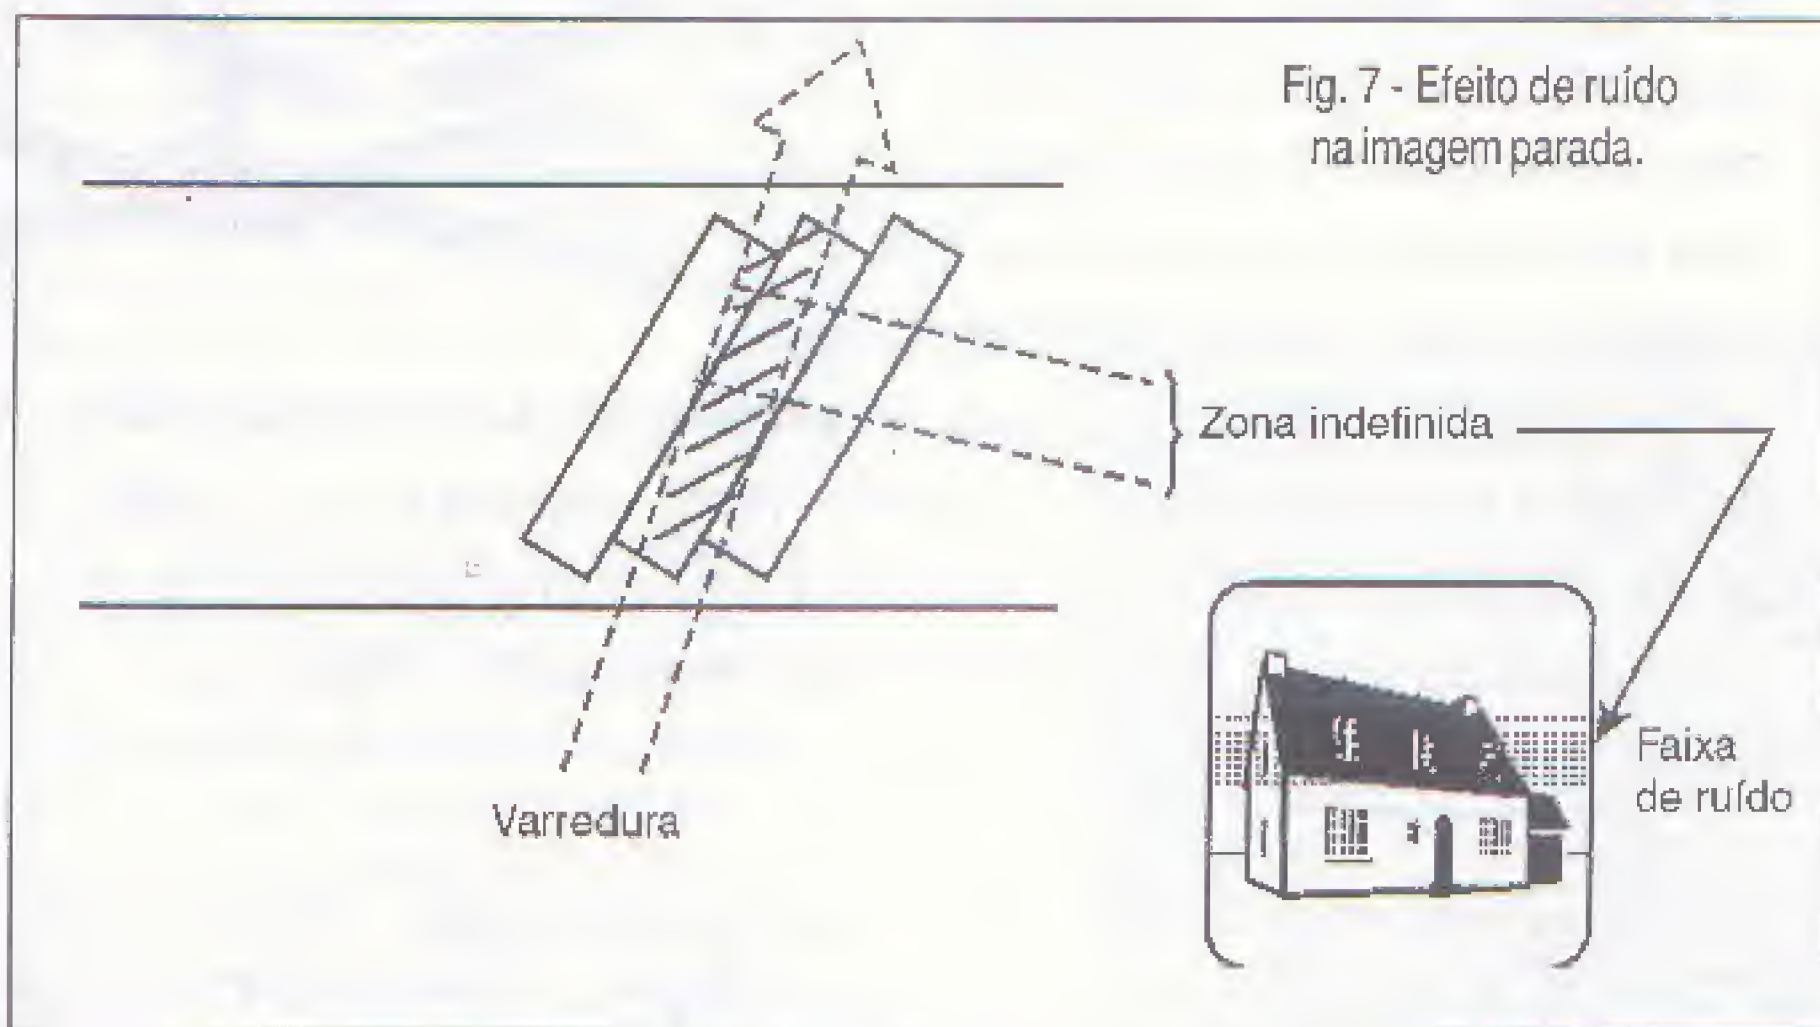 Fig. 7 - Efeito de ruído
na imagem parada.
Zona indefinida
Faixa
de ruído
Varredura